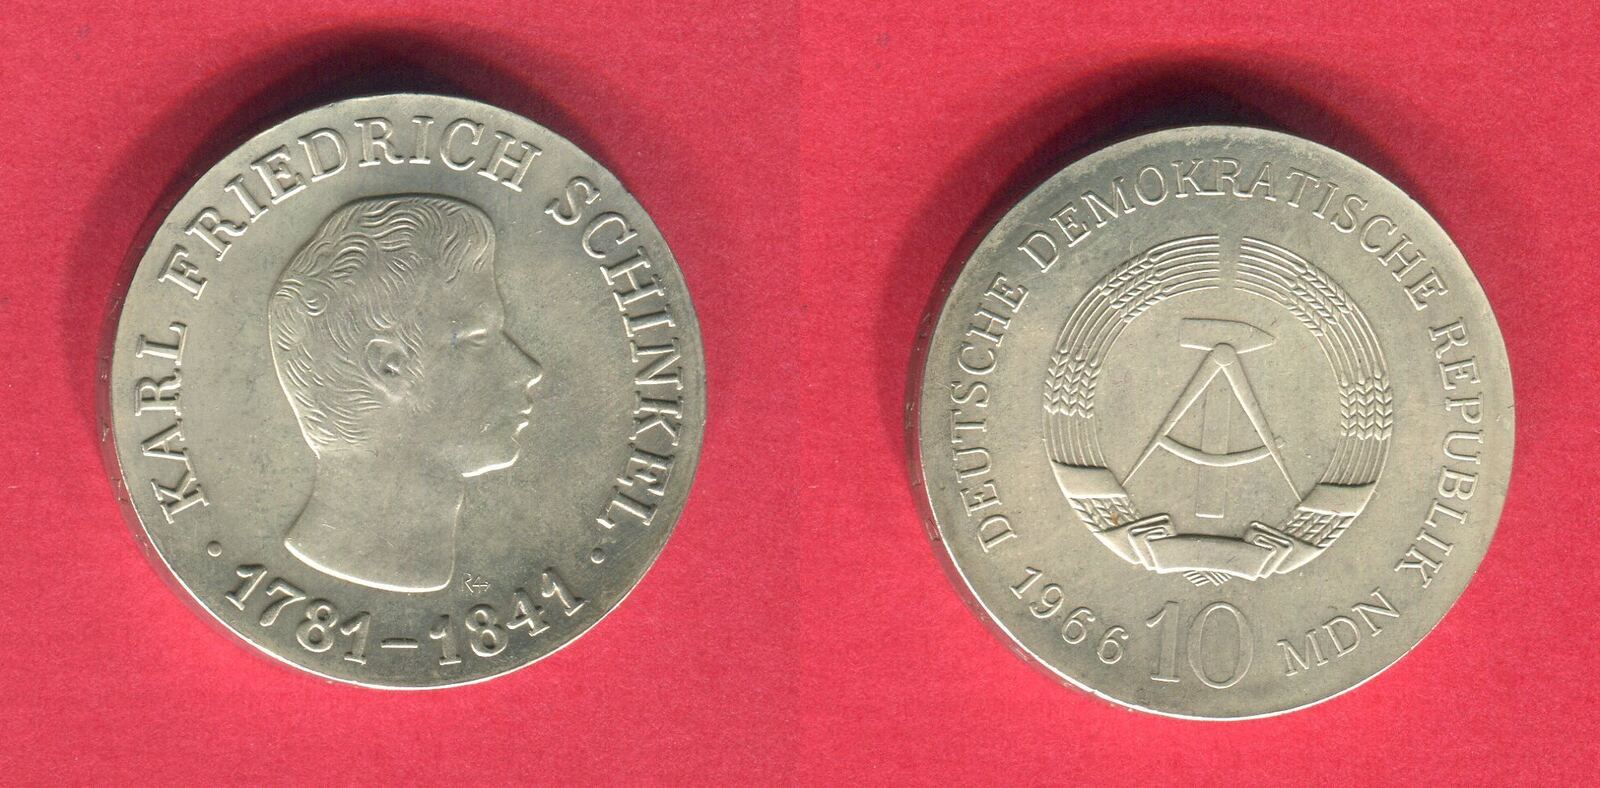 KARL FRIEDRICH SCHINKEL
· 1781–1841 ·
DEUTSCHE DEMOKRATISCHE REPUBLIK
1966 10 MDN